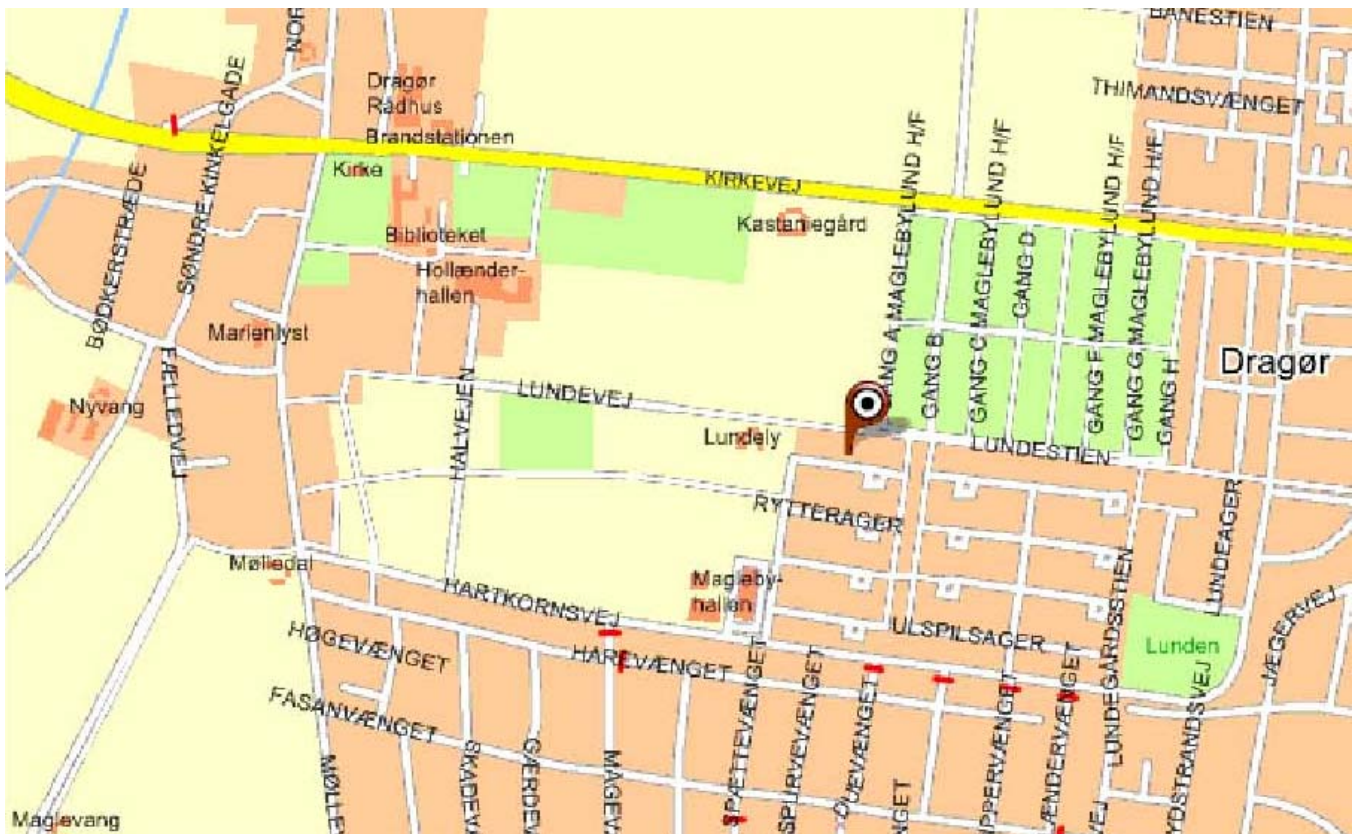 BANESTIEN
THIMANDSVÆNGET
Dragør
Rådhus
Brandstationen
SØNDRE KINKELGADE
Kirke
KIRKEVEJ
Kastaniegård
Biblioteket
Hollænder-
hallen
BØDKERSTRÆDE
Marienlyst
GANG B
GANG C MAGLEBYLUND H/F
GANG D
GANG F MAGLEBYLUND H/F
GANG G MAGLEBYLUND H/F
GANG H
MAGLEBYLUND H/F
Dragør
Nyvang
FÆLLEDVEJ
HALVEJEN
LUNDEVEJ
Lundely
LUNDESTIEN
RYTTERAGER
LUNDEAGER
Mølledal
HARTKORNSVEJ
Magleby-
hallen
ULSPILSAGER
LUNDEGÅRDSSTIEN
Lunden
JÆGERVEJ
HØGEVÆNGET
HAREVÆNGET
FASANVÆNGET
SPÆTTEVÆNGET
SPURVEVÆNGET
Maglevang